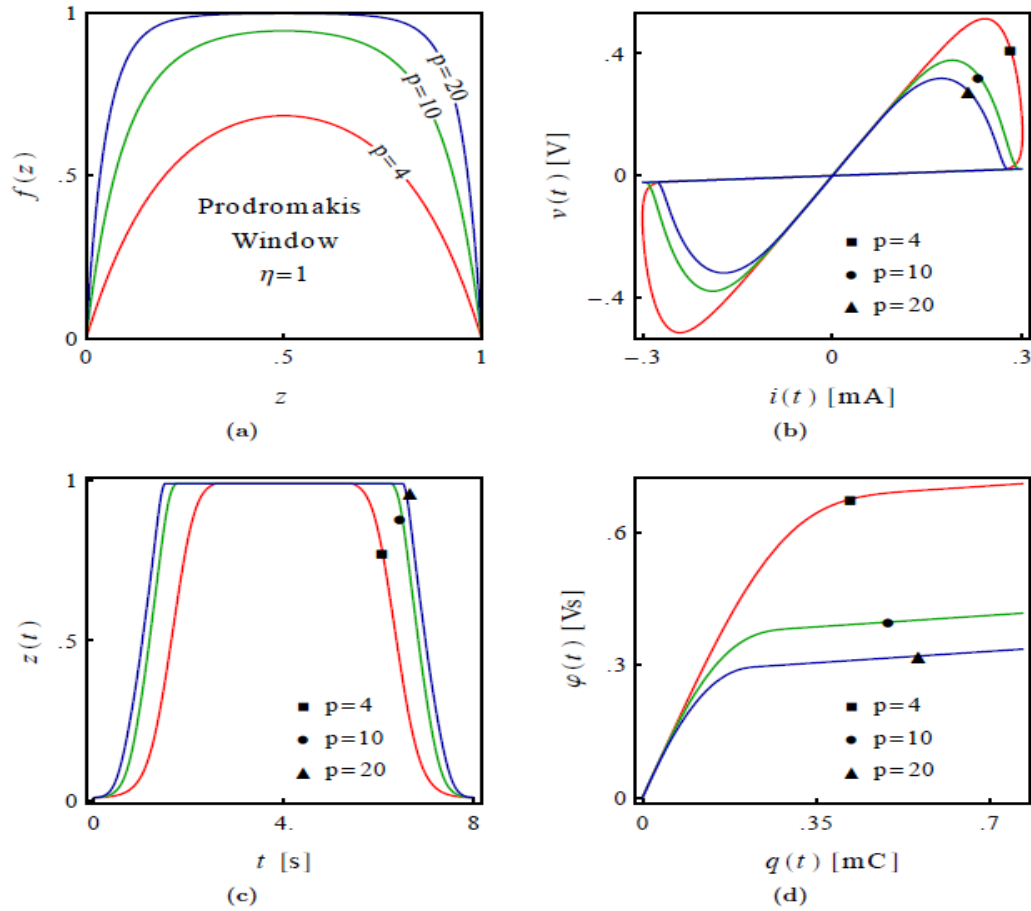 1
.5
0
f(z)
p=20
p=10
p=4
Prodromakis
Window
η=1
0 .5 1
z
(a)
.4
0
−.4
v(t) [V]
p=4
p=10
p=20
−.3 0 .3
i(t) [mA]
(b)
1
.5
0
z(t)
p=4
p=10
p=20
0 4. 8
t [s]
(c)
.6
.3
0
φ(t) [Vs]
p=4
p=10
p=20
0 .35 .7
q(t) [mC]
(d)